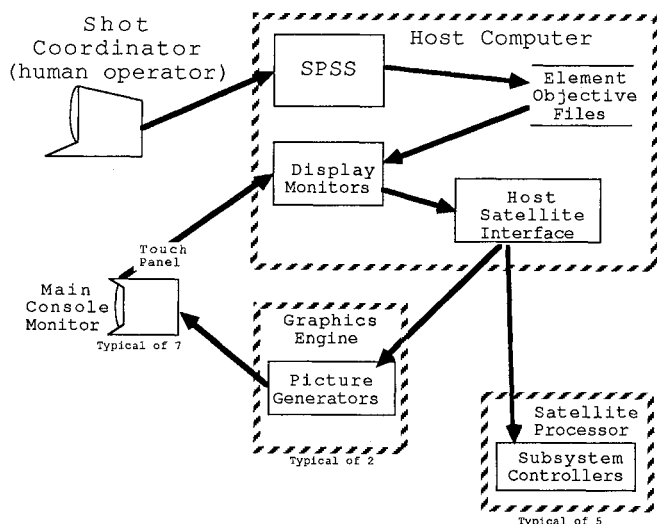 Shot
Coordinator
(human operator)
Host Computer
SPSS
Element
Objective
Files
Display
Monitors
Host
Satellite
Interface
Touch
Panel
Main
Console
Monitor
Typical of 7
Graphics
Engine
Picture
Generators
Typical of 2
Satellite
Processor
Subsystem
Controllers
Typical of 5